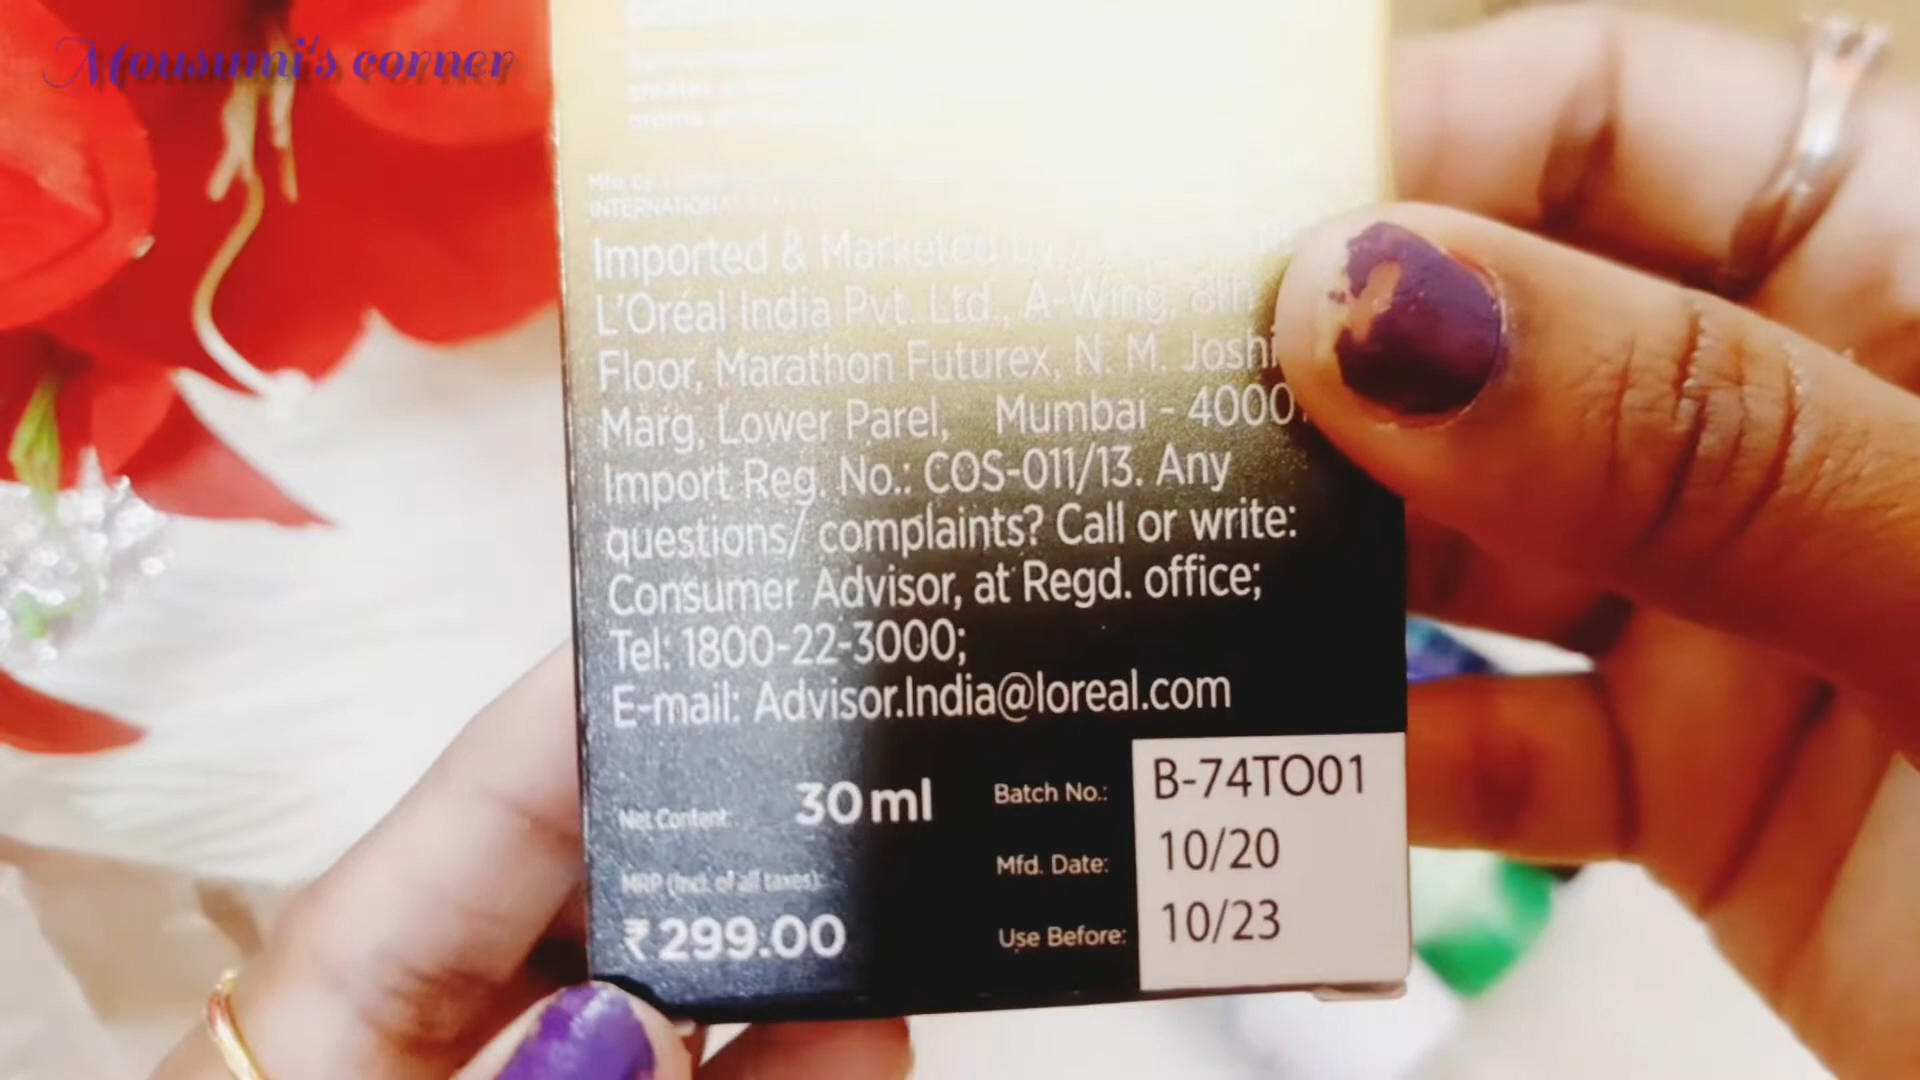 Mousumi's corner
INTERNATIONAL
Imported & Marketed by
L'Oréal India Pvt. Ltd., A-Wing, 8th
Floor, Marathon Futurex, N. M. Joshi
Marg, Lower Parel, Mumbai - 4000
Import Reg. No.: COS-011/13. Any
questions/ complaints? Call or write:
Consumer Advisor, at Regd. office;
Tel: 1800-22-3000;
E-mail: Advisor.India@loreal.com
Net Content: 30 ml
MRP (Incl. of all taxes):
₹299.00
Batch No.: B-74TO01
Mfd. Date: 10/20
Use Before: 10/23